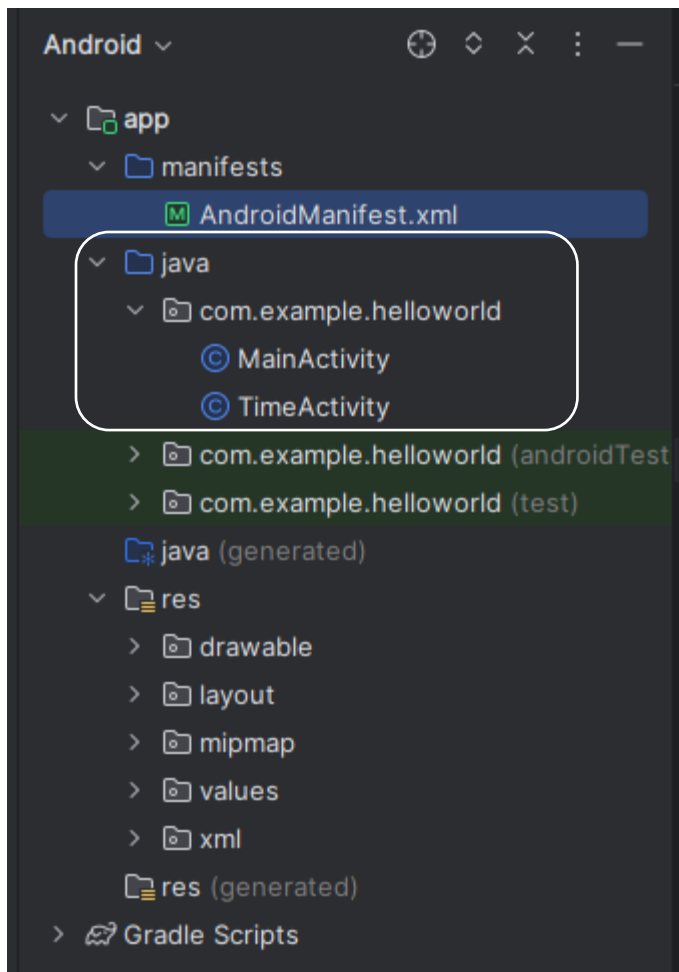 Android
app
manifests
AndroidManifest.xml
java
com.example.helloworld
MainActivity
TimeActivity
com.example.helloworld (androidTest
com.example.helloworld (test)
java (generated)
res
drawable
layout
mipmap
values
xml
res (generated)
Gradle Scripts